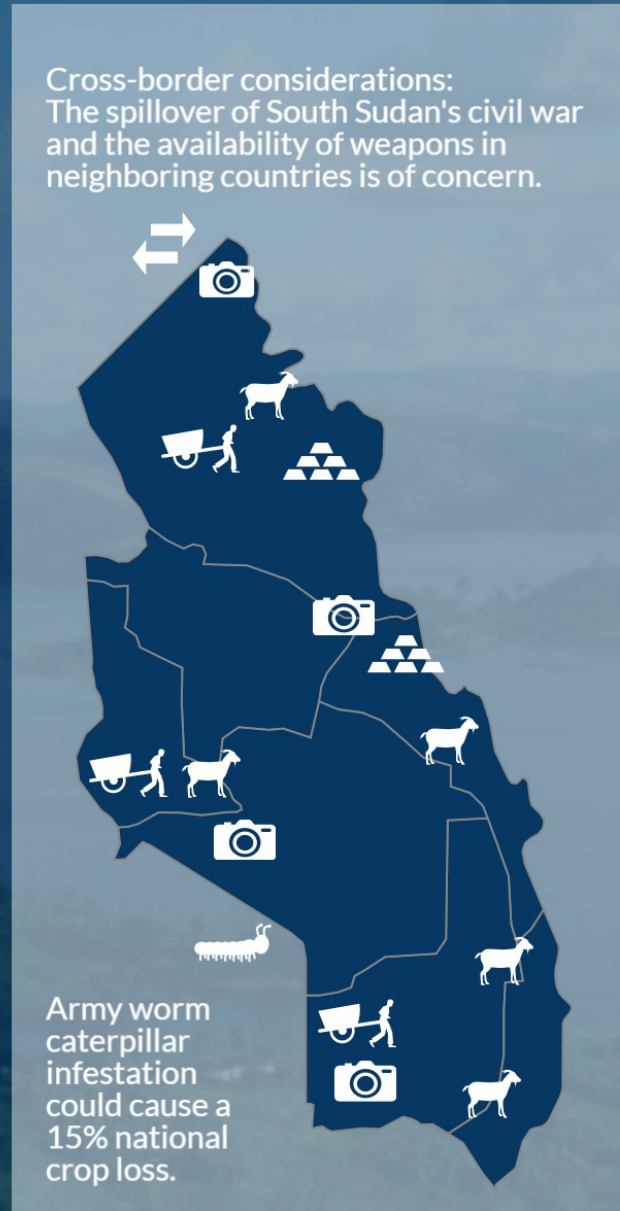 Cross-border considerations:
The spillover of South Sudan's civil war
and the availability of weapons in
neighboring countries is of concern.
Army worm
caterpillar
infestation
could cause a
15% national
crop loss.